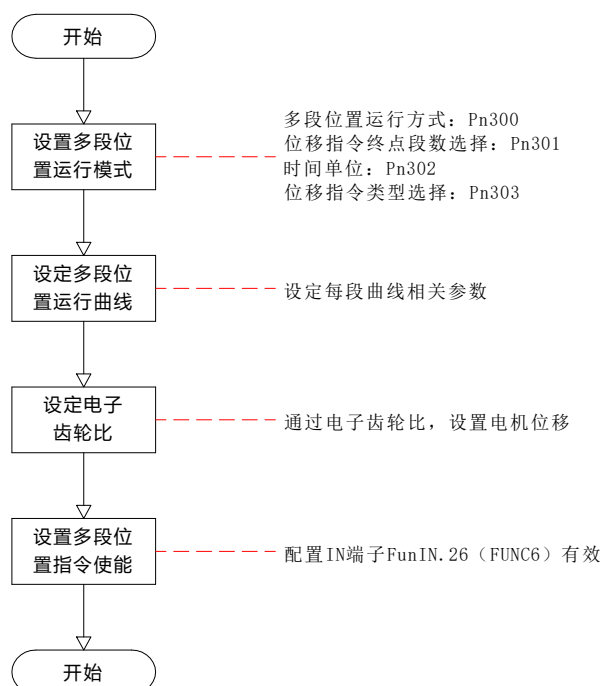 开始
设置多段位
置运行模式
多段位置运行方式：Pn300
位移指令终点段数选择：Pn301
时间单位：Pn302
位移指令类型选择：Pn303
设定多段位
置运行曲线
设定每段曲线相关参数
设定电子
齿轮比
通过电子齿轮比，设置电机位移
设置多段位
置指令使能
配置IN端子FunIN.26（FUNC6）有效
开始